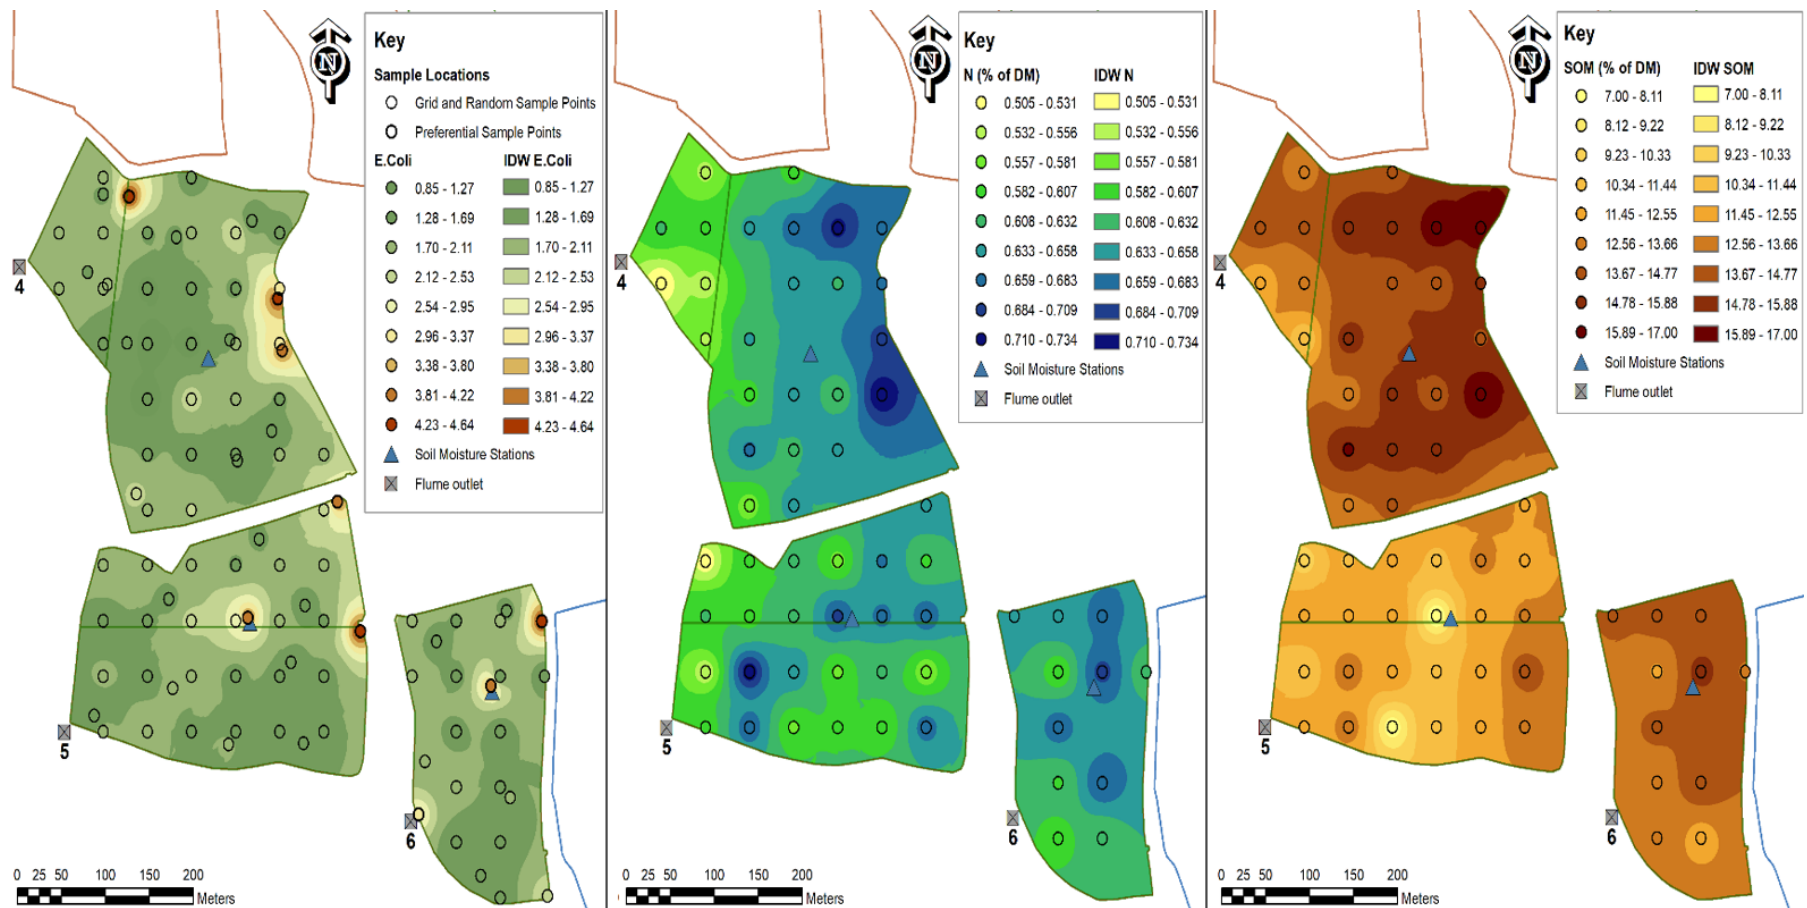 N
Key
Sample Locations
Grid and Random Sample Points
Preferential Sample Points
E.Coli IDW E.Coli
0.85 - 1.27 0.85 - 1.27
1.28 - 1.69 1.28 - 1.69
1.70 - 2.11 1.70 - 2.11
2.12 - 2.53 2.12 - 2.53
2.54 - 2.95 2.54 - 2.95
2.96 - 3.37 2.96 - 3.37
3.38 - 3.80 3.38 - 3.80
3.81 - 4.22 3.81 - 4.22
4.23 - 4.64 4.23 - 4.64
Soil Moisture Stations
Flume outlet
4
5
6
0 25 50 100 150 200
Meters
N
Key
N (% of DM) IDW N
0.505 - 0.531 0.505 - 0.531
0.532 - 0.556 0.532 - 0.556
0.557 - 0.581 0.557 - 0.581
0.582 - 0.607 0.582 - 0.607
0.608 - 0.632 0.608 - 0.632
0.633 - 0.658 0.633 - 0.658
0.659 - 0.683 0.659 - 0.683
0.684 - 0.709 0.684 - 0.709
0.710 - 0.734 0.710 - 0.734
Soil Moisture Stations
Flume outlet
4
5
6
0 25 50 100 150 200
Meters
N
Key
SOM (% of DM) IDW SOM
7.00 - 8.11 7.00 - 8.11
8.12 - 9.22 8.12 - 9.22
9.23 - 10.33 9.23 - 10.33
10.34 - 11.44 10.34 - 11.44
11.45 - 12.55 11.45 - 12.55
12.56 - 13.66 12.56 - 13.66
13.67 - 14.77 13.67 - 14.77
14.78 - 15.88 14.78 - 15.88
15.89 - 17.00 15.89 - 17.00
Soil Moisture Stations
Flume outlet
4
5
6
0 25 50 100 150 200
Meters